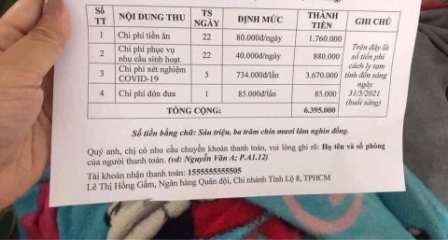 Số TT NỘI DUNG THU TS NGÀY ĐỊNH MỨC THÀNH TIỀN GHI CHÚ
1 Chi phí tiền ăn 22 80.000đ/ngày 1.760.000
2 Chi phí phục vụ nhu cầu sinh hoạt 22 40.000đ/ngày 880.000
3 Chi phí xét nghiệm COVID-19 5 734.000đ/lần 3.670.000
4 Chi phí đón đưa 1 85.000đ/lần 85.000
Trên đây là
số tiền phí
cách ly tạm
tính đến sáng
ngày
31/5/2021
(buổi sáng)
TỔNG CỘNG: 6.395.000
Số tiền bằng chữ: Sáu triệu, ba trăm chín mươi lăm nghìn đồng.
Quý anh, chị có nhu cầu chuyển khoản thanh toán, vui lòng ghi rõ: Họ tên và số phòng
của người thanh toán. (vd: Nguyễn Văn A; P.A1.12)
Tài khoản nhận thanh toán: 1555555555505
Lê Thị Hồng Gấm, Ngân hàng Quân đội, Chi nhánh Tỉnh Lộ 8, TPHCM